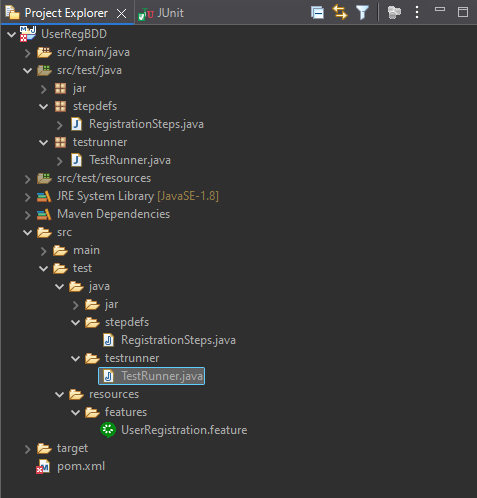 Project Explorer JUnit
UserRegBDD
src/main/java
src/test/java
jar
stepdefs
RegistrationSteps.java
testrunner
TestRunner.java
src/test/resources
JRE System Library [JavaSE-1.8]
Maven Dependencies
src
main
test
java
jar
stepdefs
RegistrationSteps.java
testrunner
TestRunner.java
resources
features
UserRegistration.feature
target
pom.xml